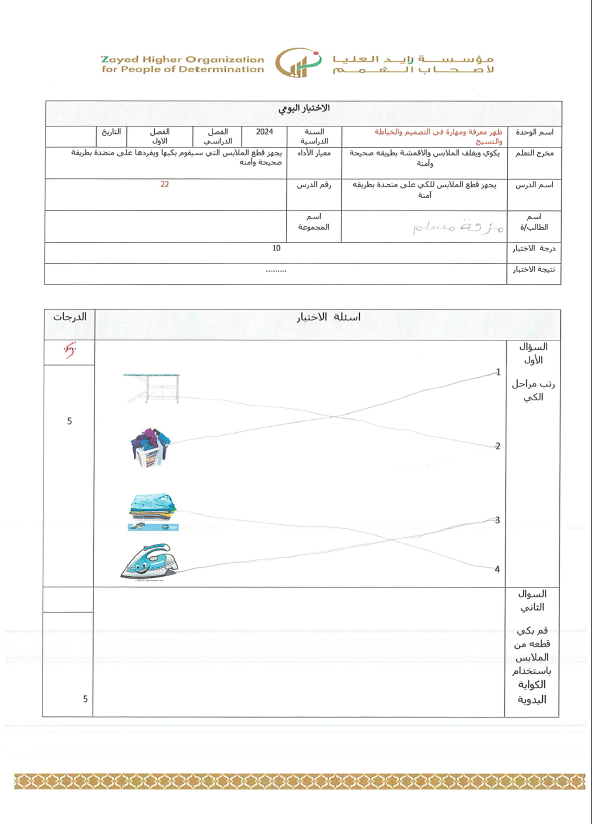 Zayed Higher Organization
for People of Determination
مؤسسة زايد العليا
لأصحاب الهمم
الاختبار اليومي
اسم الوحدة
ظهر معرفة ومهارة في التصميم والخياطة والنسيج
السنة الدراسية
2024
الفصل الدراسي
الفصل الاول
التاريخ
مخرج التعلم
يكوي ويغلف الملابس والاقمشة بطريقه صحيحة وآمنة
معيار الأداء
يجهز قطع الملابس التي سيقوم بكيها ويفردها على منضدة بطريقة صحيحة وآمنه
اسم الدرس
يجهز قطع الملابس للكي على منضدة بطريقه آمنة
رقم الدرس
22
اسم الطالب/ة
مسلم
اسم المجموعة
درجة الاختبار
10
نتيجة الاختبار
.........
اسئلة الاختبار
الدرجات
السؤال
الأول
رتب مراحل
الكي
1
2
3
4
5
السوال
الثاني
قم بكي
قطعه من
الملابس
باستخدام
الكواية
اليدوية
5